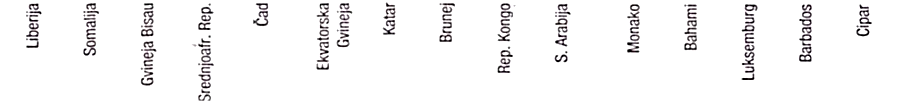 Liberija
Somalija
Gvineja Bisau
Srednjoafr. Rep.
Čad
Ekvatorska
Gvineja
Katar
Brunej
Rep. Kongo
S. Arabija
Monako
Bahami
Luksemburg
Barbados
Cipar